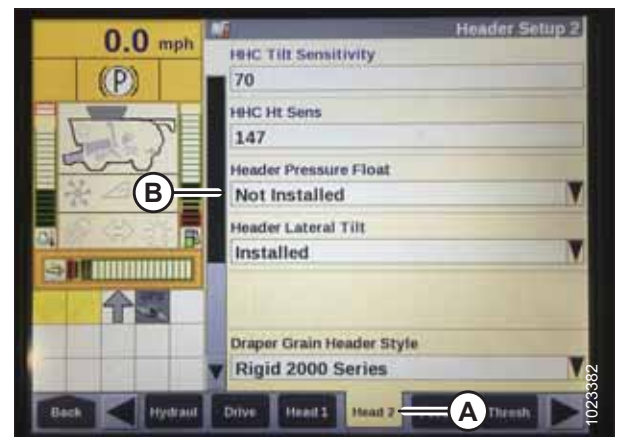 0.0 mph
Header Setup 2
HHC Tilt Sensitivity
70
(P)
HHC Ht Sens
147
Header Pressure Float
B
Not Installed
Header Lateral Tilt
Installed
Draper Grain Header Style
Rigid 2000 Series
Back
Hydraul
Drive
Head 1
Head 2
A
Thresh
1023382